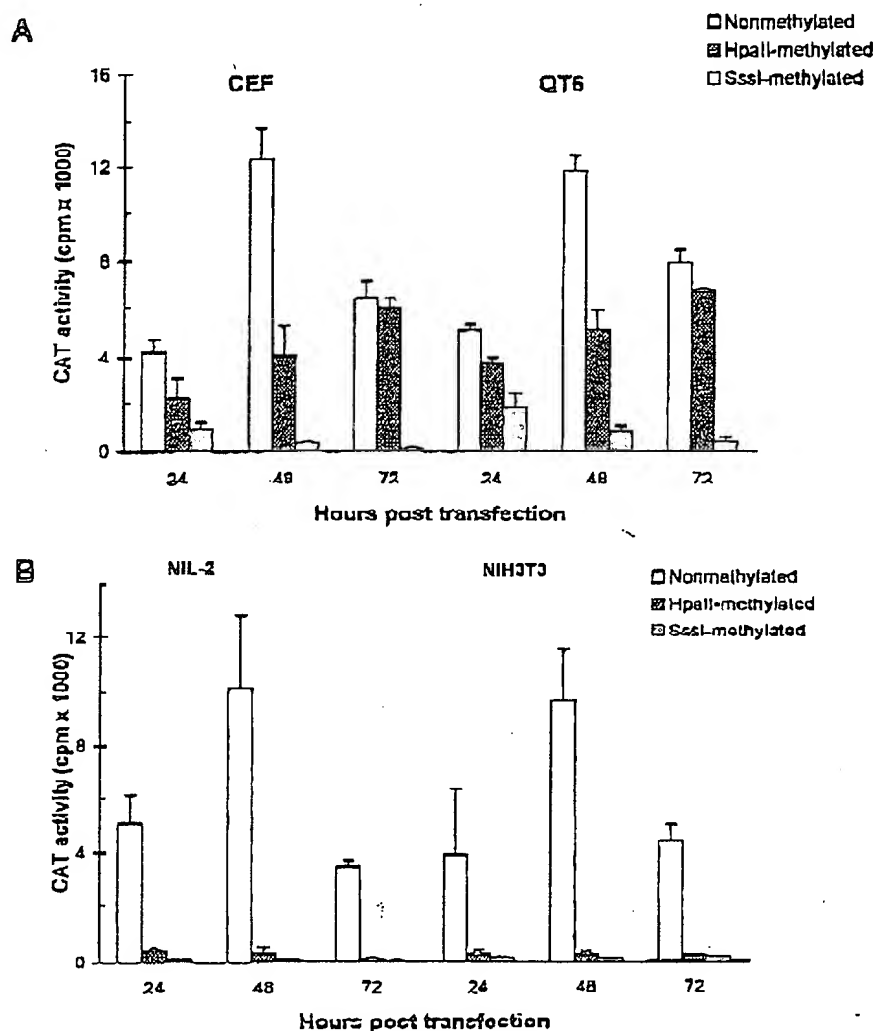 A
Nonmethylated
HpaII-methylated
SssI-methylated
CEF
QT6
16
12
8
4
0
CAT activity (cpm x 1000)
24 48 72 24 48 72
Hours post transfection
B
NIL-2
NIH3T3
Nonmethylated
HpaII-methylated
SssI-methylated
12
8
4
0
CAT activity (cpm x 1000)
24 48 72 24 48 72
Hours post transfection